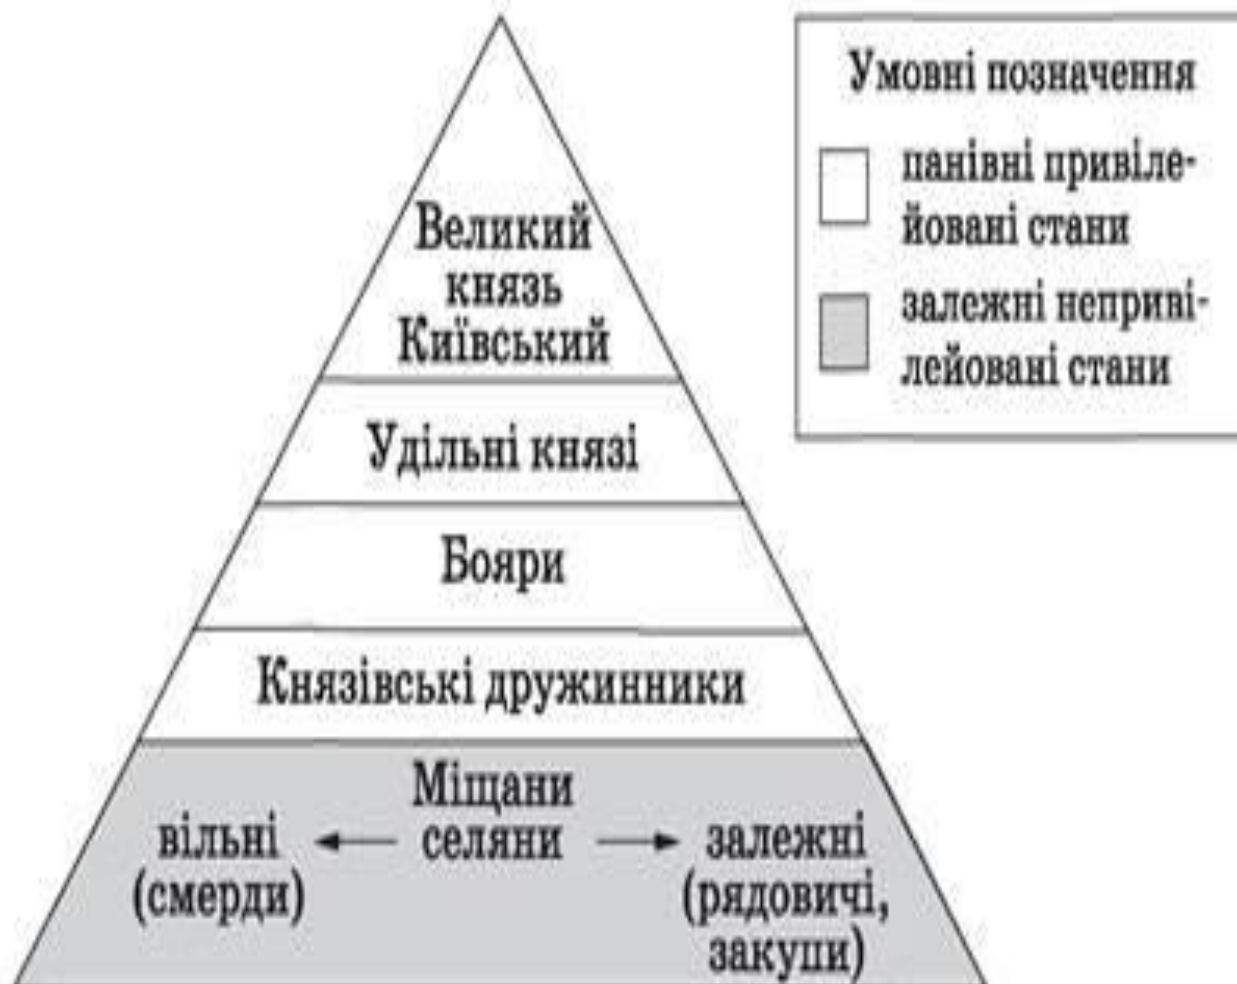 Великий
князь
Київський
Удільні князі
Бояри
Князівські дружинники
Міщани
вільні селяни залежні
(смерди) (рядовичі,
закупи)
Умовні позначення
панівні привіле-
йовані стани
залежні неприві-
лейовані стани